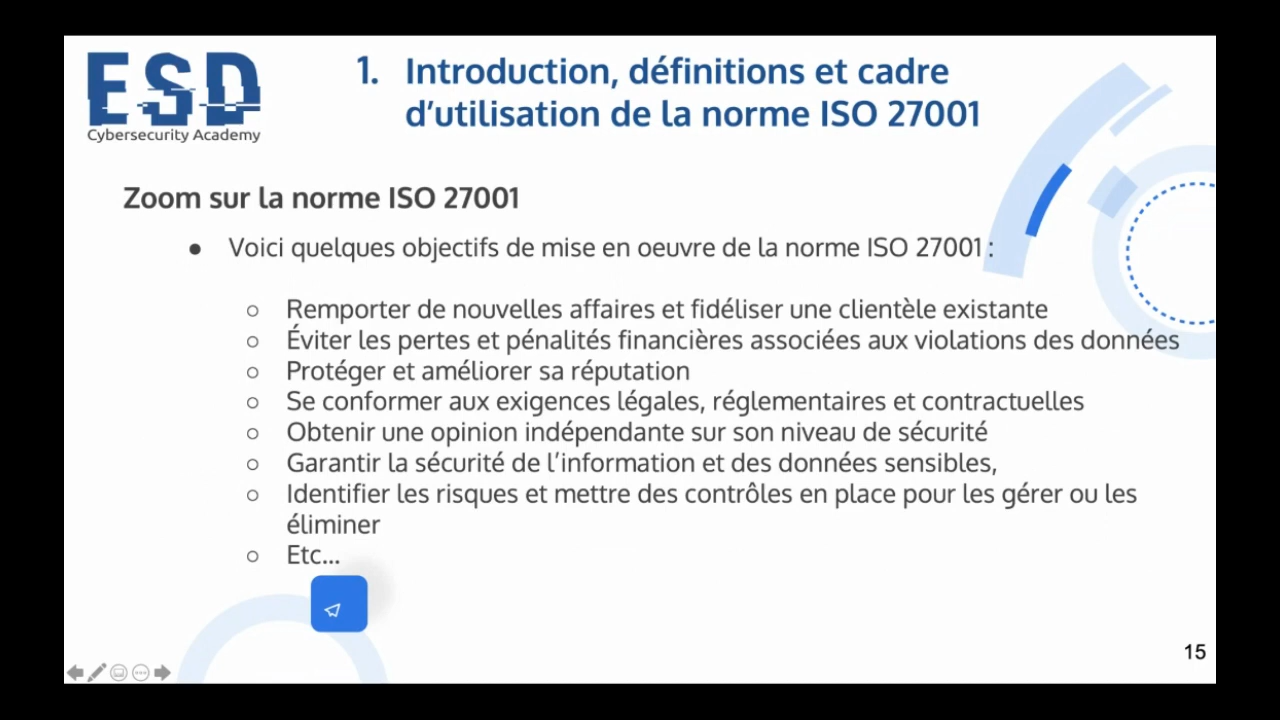 ESD
Cybersecurity Academy
1. Introduction, définitions et cadre
d’utilisation de la norme ISO 27001
Zoom sur la norme ISO 27001
● Voici quelques objectifs de mise en oeuvre de la norme ISO 27001 :
○ Remporter de nouvelles affaires et fidéliser une clientèle existante
○ Éviter les pertes et pénalités financières associées aux violations des données
○ Protéger et améliorer sa réputation
○ Se conformer aux exigences légales, réglementaires et contractuelles
○ Obtenir une opinion indépendante sur son niveau de sécurité
○ Garantir la sécurité de l’information et des données sensibles,
○ Identifier les risques et mettre des contrôles en place pour les gérer ou les
éliminer
○ Etc...
15